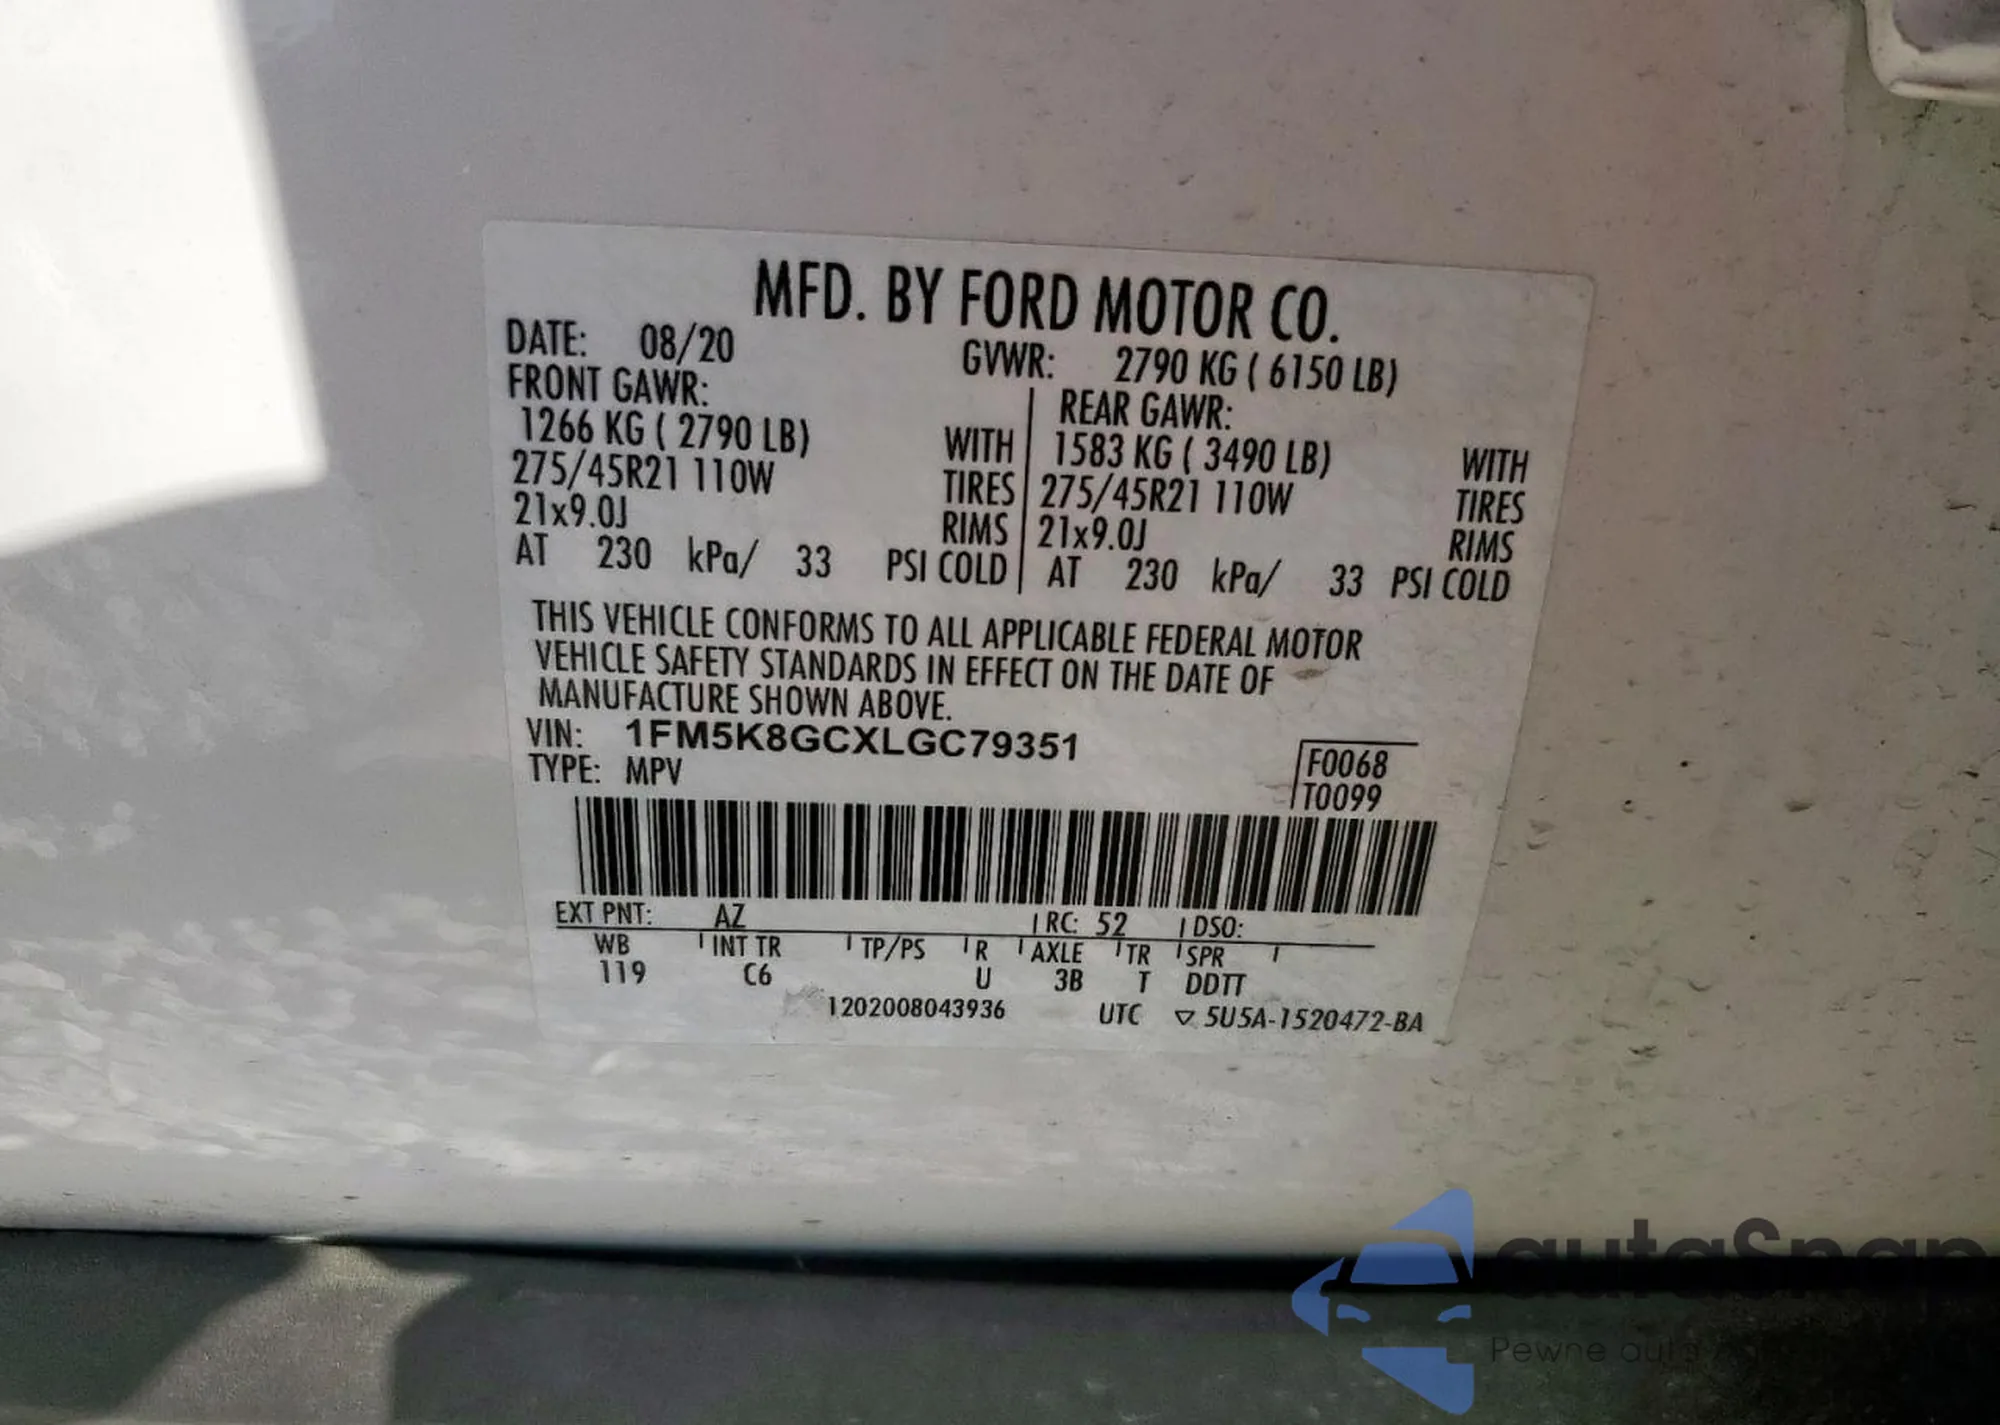 MFD. BY FORD MOTOR CO.
DATE: 08/20 GVWR: 2790 KG ( 6150 LB)
FRONT GAWR: REAR GAWR:
1266 KG ( 2790 LB) WITH 1583 KG ( 3490 LB) WITH
275/45R21 110W TIRES 275/45R21 110W TIRES
21x9.0J RIMS 21x9.0J RIMS
AT 230 kPa/ 33 PSI COLD AT 230 kPa/ 33 PSI COLD
THIS VEHICLE CONFORMS TO ALL APPLICABLE FEDERAL MOTOR
VEHICLE SAFETY STANDARDS IN EFFECT ON THE DATE OF
MANUFACTURE SHOWN ABOVE.
VIN: 1FM5K8GCXLGC79351
TYPE: MPV
F0068
T0099
EXT PNT: AZ RC: 52 DSO:
WB INT TR TP/PS R AXLE TR SPR
119 C6 U 3B T DDTT
1202008043936 UTC ▽ 5U5A-1520472-BA
autoSnap
Pewne auto